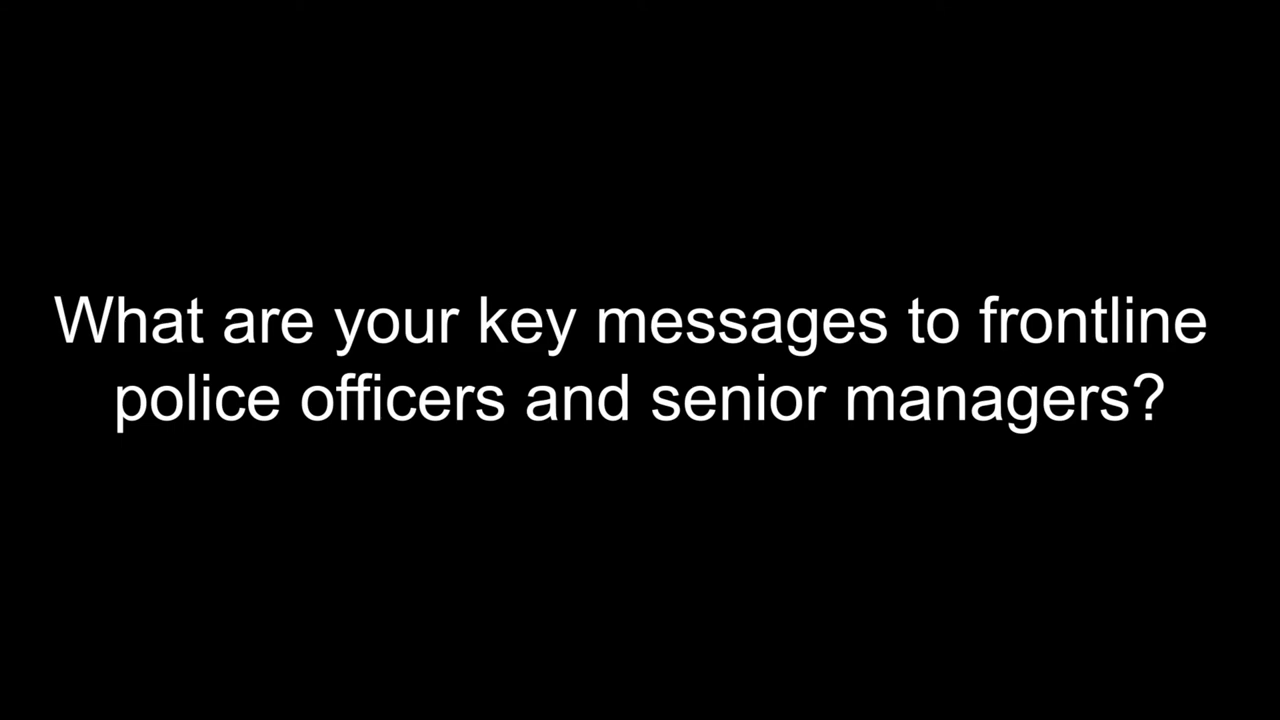 What are your key messages to frontline
police officers and senior managers?